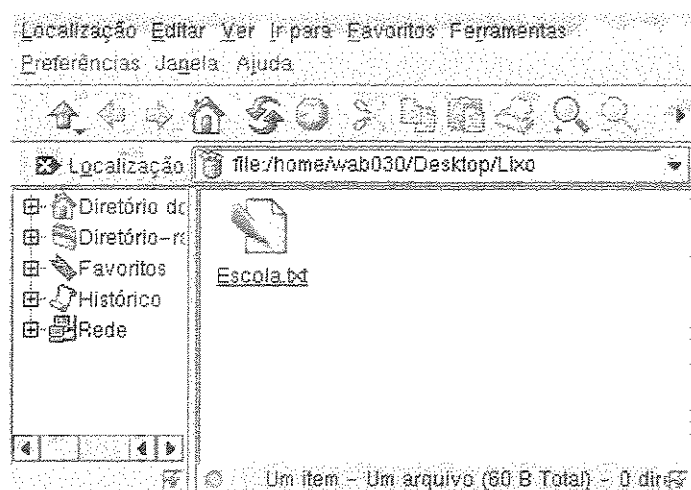 Localização Editar Ver Ir para Favoritos Ferramentas
Preferências Janela Ajuda
Localização file:/home/wab030/Desktop/Lixo
Diretório do
Diretório-r
Favoritos
Histórico
Rede
Escola.txt
Um item - Um arquivo (60 B Total) - 0 dire